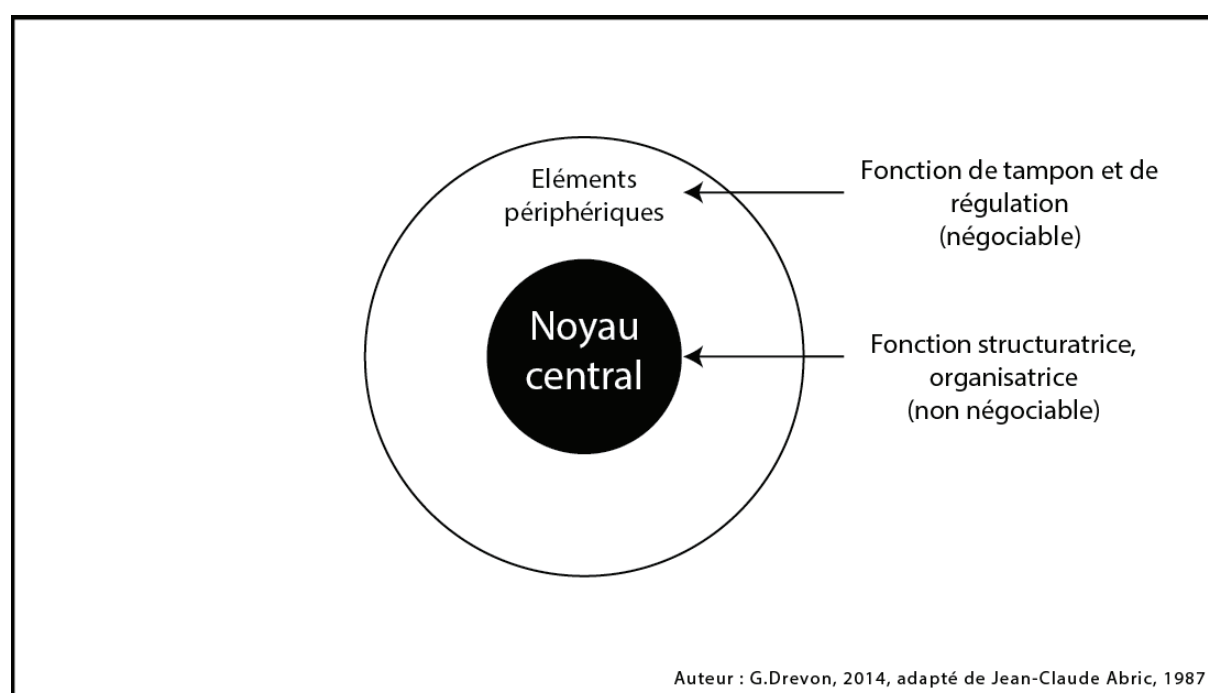 Eléments
périphériques
Fonction de tampon et de
régulation
(négociable)
Noyau
central
Fonction structuratrice,
organisatrice
(non négociable)
Auteur : G.Drevon, 2014, adapté de Jean-Claude Abric, 1987